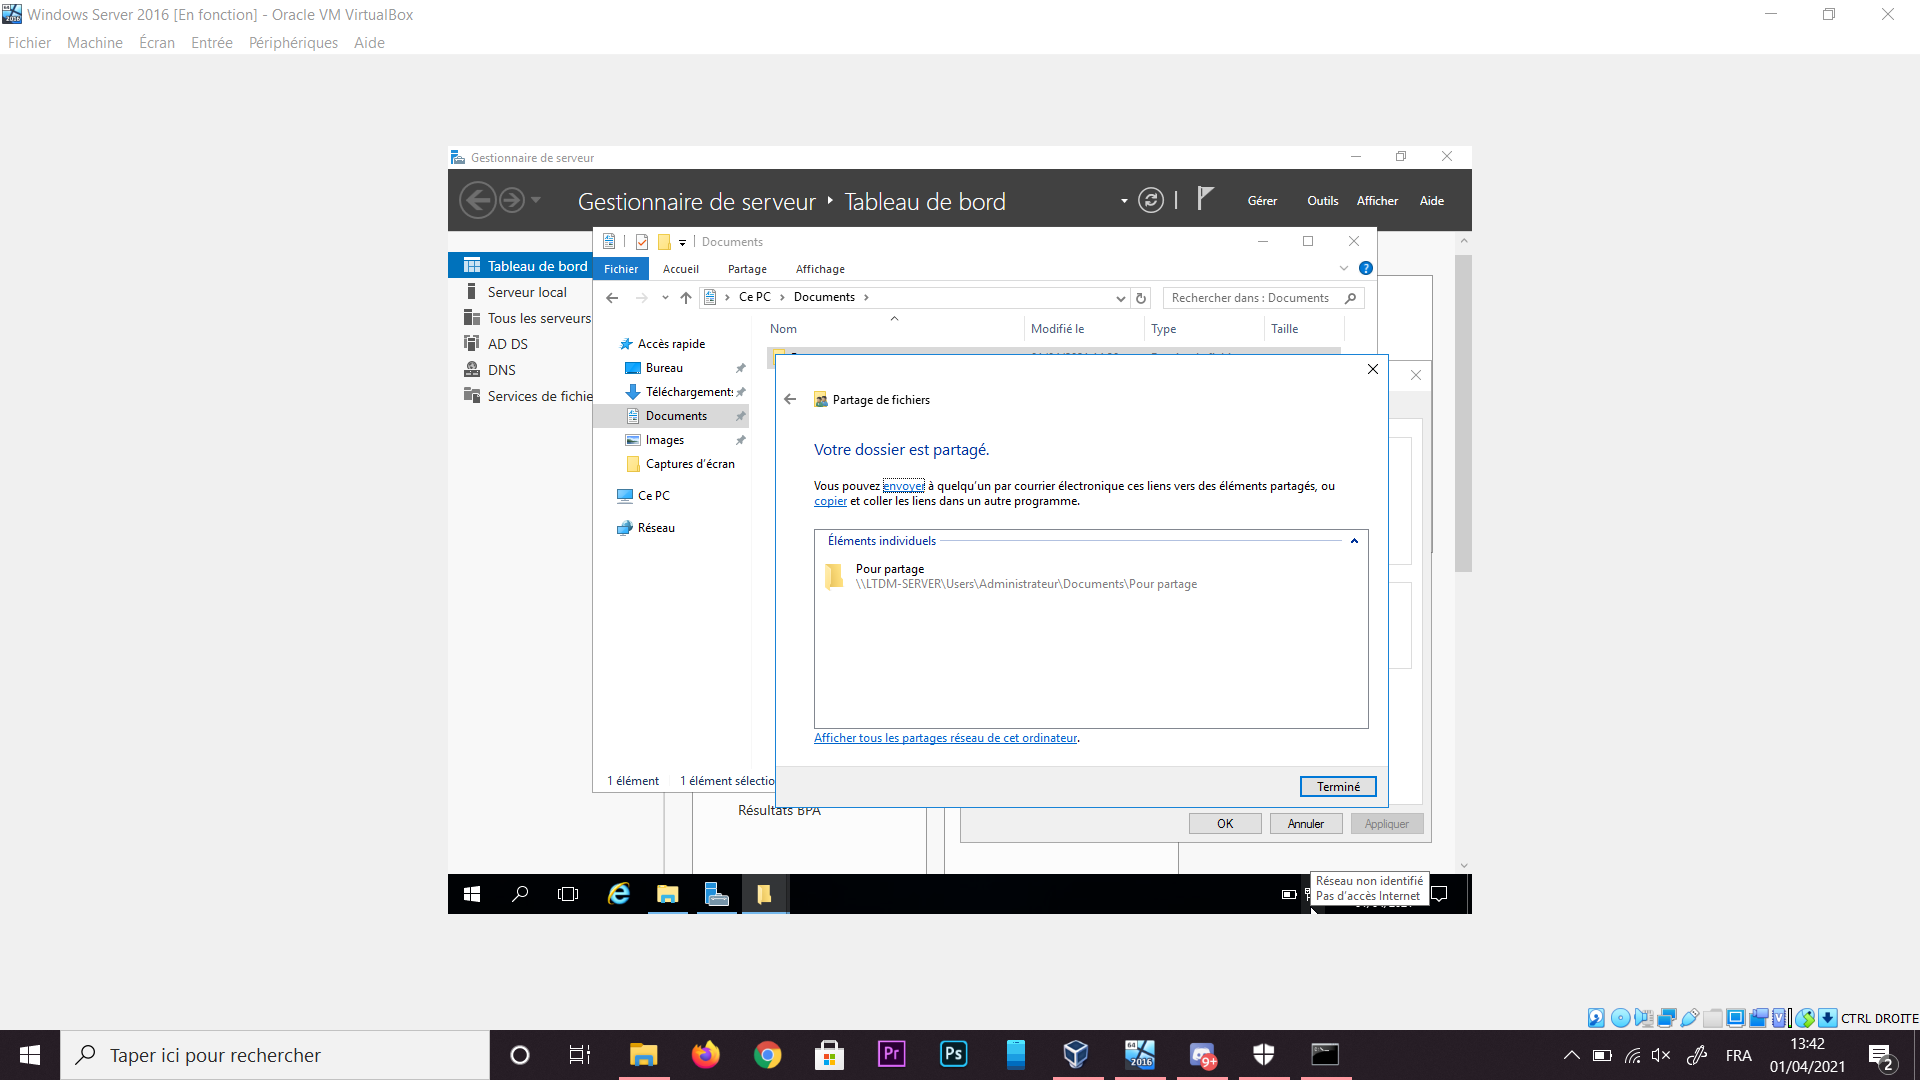 Windows Server 2016 [En fonction] - Oracle VM VirtualBox
Fichier Machine Écran Entrée Périphériques Aide
Gestionnaire de serveur
Gestionnaire de serveur ‣ Tableau de bord
Gérer Outils Afficher Aide
Documents
Tableau de bord
Serveur local
Tous les serveurs
AD DS
DNS
Services de fichie
Fichier Accueil Partage Affichage
Ce PC > Documents >
Rechercher dans : Documents
Nom Modifié le Type Taille
Accès rapide
Bureau
Téléchargements
Documents
Images
Captures d'écran
Ce PC
Réseau
Partage de fichiers
Votre dossier est partagé.
Vous pouvez envoyer à quelqu'un par courrier électronique ces liens vers des éléments partagés, ou
copier et coller les liens dans un autre programme.
Éléments individuels
Pour partage
\\LTDM-SERVER\Users\Administrateur\Documents\Pour partage
Afficher tous les partages réseau de cet ordinateur.
Terminé
1 élément 1 élément sélectio
Résultats BPA
OK Annuler Appliquer
Réseau non identifié
Pas d'accès Internet
CTRL DROITE
Taper ici pour rechercher
Pr
Ps
64
2016
9+
FRA
13:42
01/04/2021
2